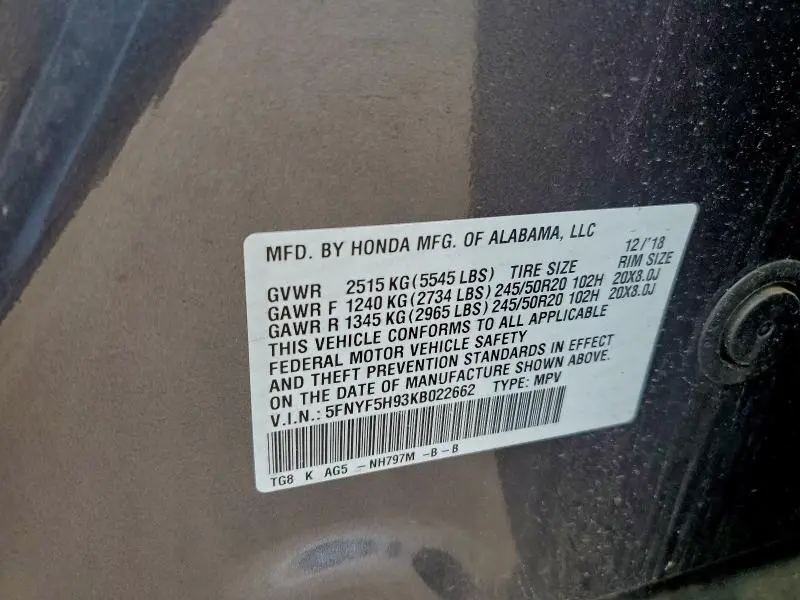 MFD. BY HONDA MFG. OF ALABAMA, LLC 12/'18
GVWR 2515 KG (5545 LBS) TIRE SIZE RIM SIZE
GAWR F 1240 KG (2734 LBS) 245/50R20 102H 20X8.0J
GAWR R 1345 KG (2965 LBS) 245/50R20 102H 20X8.0J
THIS VEHICLE CONFORMS TO ALL APPLICABLE
FEDERAL MOTOR VEHICLE SAFETY
AND THEFT PREVENTION STANDARDS IN EFFECT
ON THE DATE OF MANUFACTURE SHOWN ABOVE.
V.I.N.: 5FNYF5H93KB022662 TYPE: MPV
TG8 K AG5 – NH797M –B – B